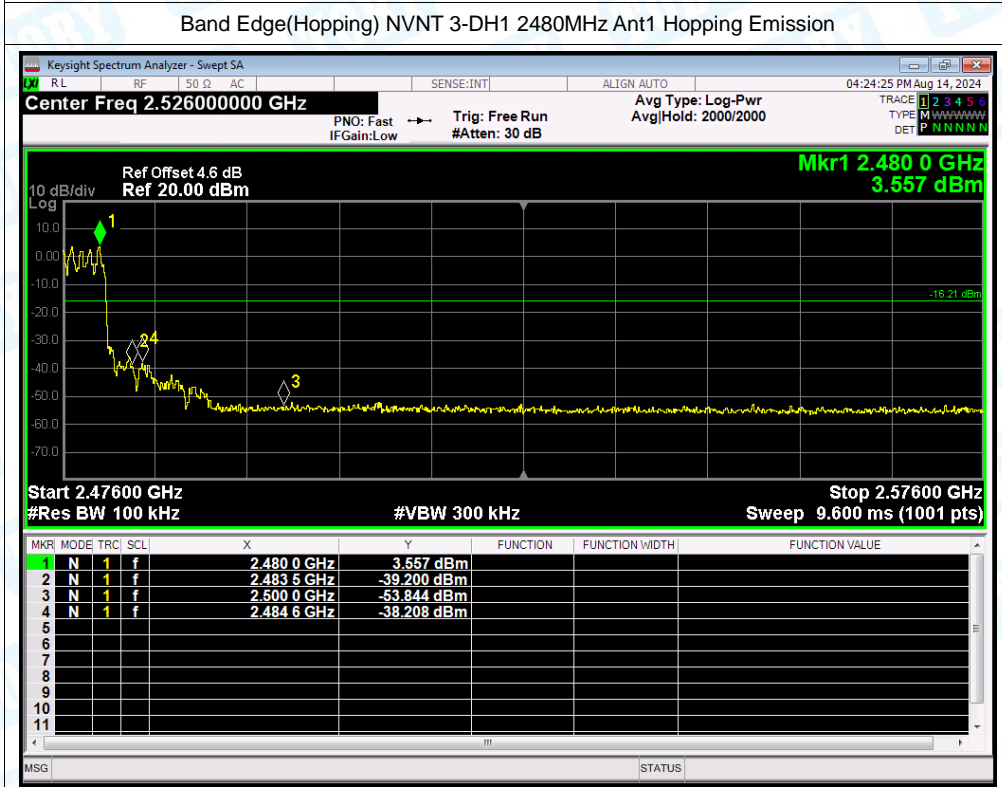 Band Edge(Hopping) NVNT 3-DH1 2480MHz Ant1 Hopping Emission
Keysight Spectrum Analyzer - Swept SA
LXI RL RF 50 Ω AC SENSE:INT ALIGN AUTO 04:24:25 PM Aug 14, 2024
Center Freq 2.526000000 GHz Avg Type: Log-Pwr TRACE 1 2 3 4 5 6
PNO: Fast Trig: Free Run Avg|Hold: 2000/2000 TYPE M WWWWW
IFGain:Low #Atten: 30 dB DET P N N N N N
Mkr1 2.480 0 GHz
Ref Offset 4.6 dB
10 dB/div Ref 20.00 dBm 3.557 dBm
Log
1
10.0
0.00
-10.0
-16.21 dBm
-20.0
-30.0
2 4
-40.0
3
-50.0
-60.0
-70.0
Start 2.47600 GHz Stop 2.57600 GHz
#Res BW 100 kHz #VBW 300 kHz Sweep 9.600 ms (1001 pts)
MKR MODE TRC SCL X Y FUNCTION FUNCTION WIDTH FUNCTION VALUE
1 N 1 f 2.480 0 GHz 3.557 dBm
2 N 1 f 2.483 5 GHz -39.200 dBm
3 N 1 f 2.500 0 GHz -53.844 dBm
4 N 1 f 2.484 6 GHz -38.208 dBm
5
6
7
8
9
10
11
MSG STATUS